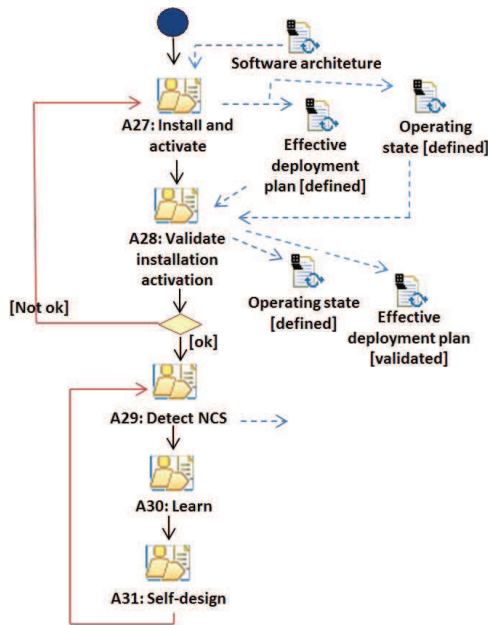 Software architeture
A27: Install and
activate
Effective
deployment
plan [defined]
Operating
state [defined]
A28: Validate
installation
activation
Operating state
[defined]
Effective
deployment plan
[validated]
[Not ok]
[ok]
A29: Detect NCS
A30: Learn
A31: Self-design